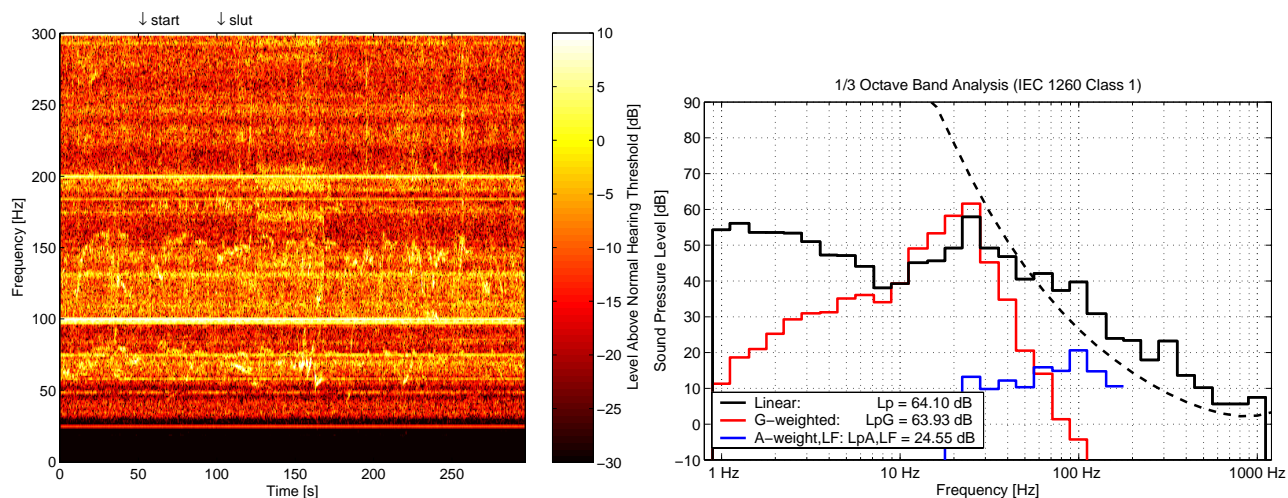 ↓ start ↓ slut
300
250
200
150
100
50
0
Frequency [Hz]
0 50 100 150 200 250
Time [s]
10
5
0
−5
−10
−15
−20
−25
−30
Level Above Normal Hearing Threshold [dB]
1/3 Octave Band Analysis (IEC 1260 Class 1)
90
80
70
60
50
40
30
20
10
0
−10
Sound Pressure Level [dB]
Linear: Lp = 64.10 dB
G−weighted: LpG = 63.93 dB
A−weight,LF: LpA,LF = 24.55 dB
1 Hz 10 Hz 100 Hz 1000 Hz
Frequency [Hz]